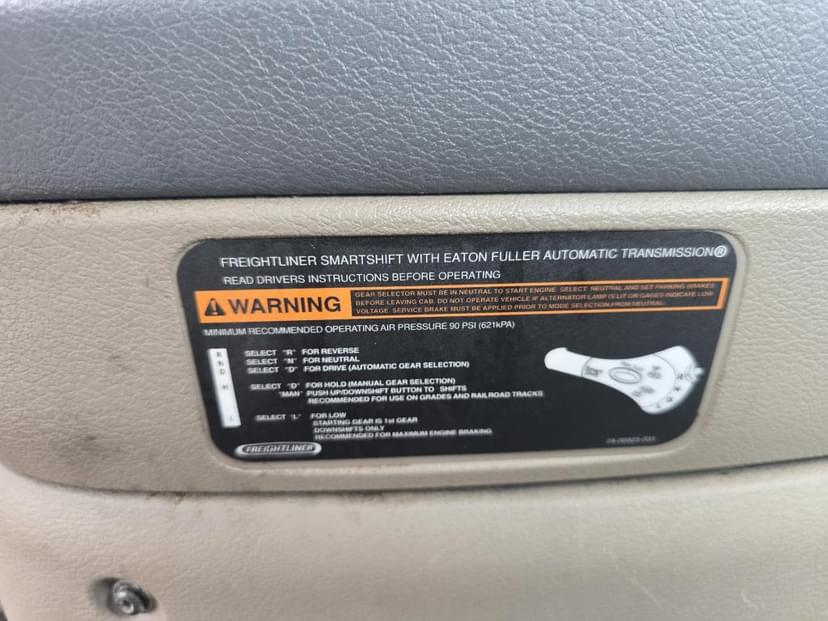 FREIGHTLINER SMARTSHIFT WITH EATON FULLER AUTOMATIC TRANSMISSION®
READ DRIVERS INSTRUCTIONS BEFORE OPERATING
WARNING
GEAR SELECTOR MUST BE IN NEUTRAL TO START ENGINE. SELECT NEUTRAL AND SET PARKING BRAKES
BEFORE LEAVING CAB. DO NOT OPERATE VEHICLE IF ALTERNATOR LAMP IS LIT OR GAGES INDICATE LOW
VOLTAGE. SERVICE BRAKE MUST BE APPLIED PRIOR TO MODE SELECTION FROM NEUTRAL.
MINIMUM RECOMMENDED OPERATING AIR PRESSURE 90 PSI (621kPA)
R
N
D
H
L
SELECT "R" FOR REVERSE
SELECT "N" FOR NEUTRAL
SELECT "D" FOR DRIVE (AUTOMATIC GEAR SELECTION)
SELECT "D" FOR HOLD (MANUAL GEAR SELECTION)
"MAN" PUSH UP/DOWNSHIFT BUTTON TO SHIFTS
RECOMMENDED FOR USE ON GRADES AND RAILROAD TRACKS
SELECT "L" FOR LOW
STARTING GEAR IS 1st GEAR
DOWNSHIFTS ONLY
RECOMMENDED FOR MAXIMUM ENGINE BRAKING
FREIGHTLINER